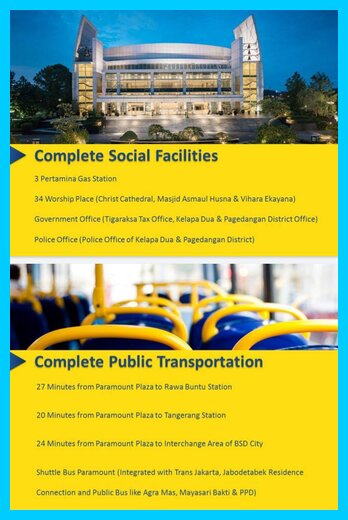 Complete Social Facilities
3 Pertamina Gas Station
34 Worship Place (Christ Cathedral, Masjid Asmaul Husna & Vihara Ekayana)
Government Office (Tigaraksa Tax Office, Kelapa Dua & Pagedangan District Office)
Police Office (Police Office of Kelapa Dua & Pagedangan District)
Complete Public Transportation
27 Minutes from Paramount Plaza to Rawa Buntu Station
20 Minutes from Paramount Plaza to Tangerang Station
24 Minutes from Paramount Plaza to Interchange Area of BSD City
Shuttle Bus Paramount (Integrated with Trans Jakarta, Jabodetabek Residence
Connection and Public Bus like Agra Mas, Mayasari Bakti & PPD)